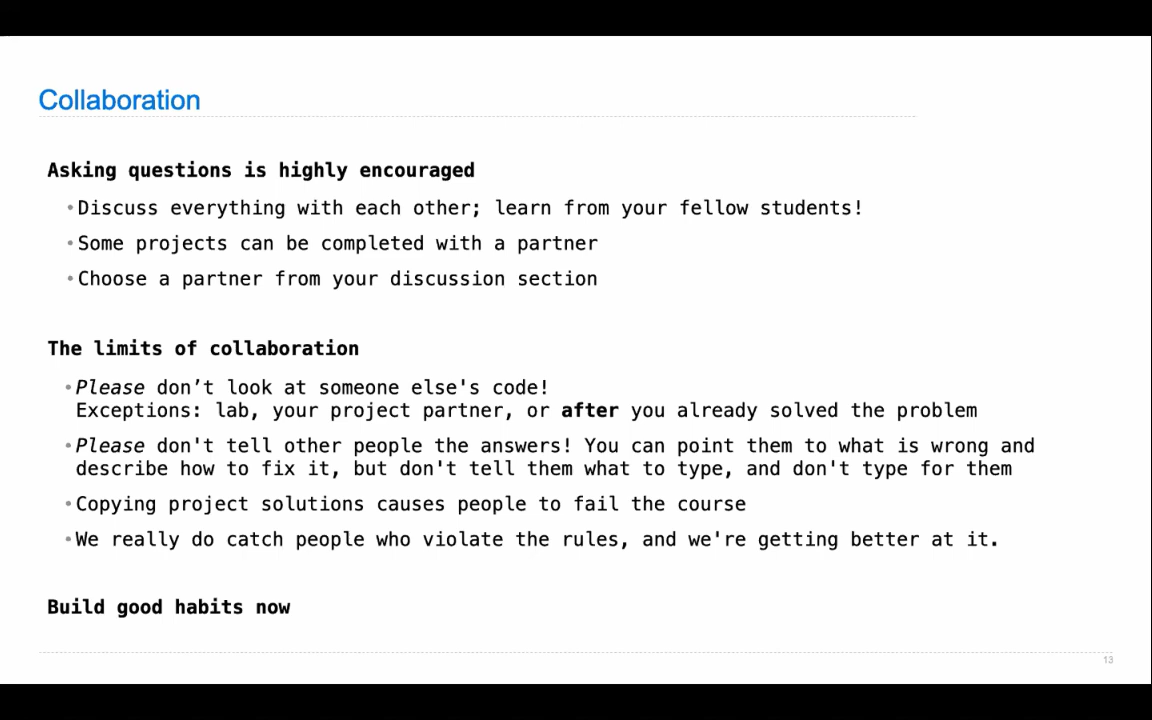 Collaboration
Asking questions is highly encouraged
•Discuss everything with each other; learn from your fellow students!
•Some projects can be completed with a partner
•Choose a partner from your discussion section
The limits of collaboration
•Please don’t look at someone else's code!
Exceptions: lab, your project partner, or after you already solved the problem
•Please don't tell other people the answers! You can point them to what is wrong and
describe how to fix it, but don't tell them what to type, and don't type for them
•Copying project solutions causes people to fail the course
•We really do catch people who violate the rules, and we're getting better at it.
Build good habits now
13